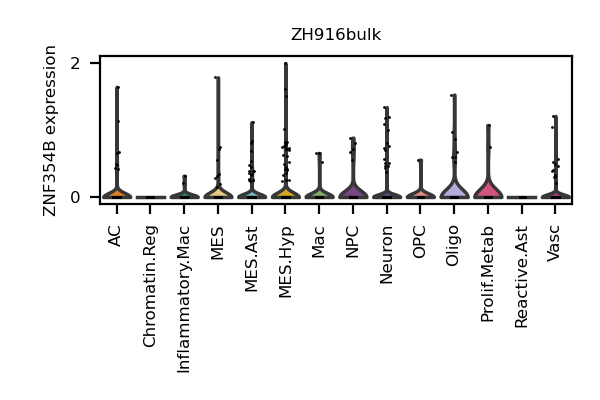 ZH916bulk
ZNF354B expression
2
0
AC
Chromatin.Reg
Inflammatory.Mac
MES
MES.Ast
MES.Hyp
Mac
NPC
Neuron
OPC
Oligo
Prolif.Metab
Reactive.Ast
Vasc